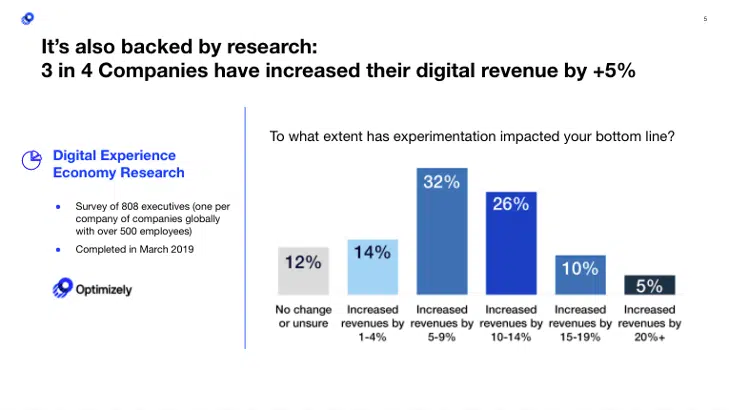 5
It’s also backed by research:
3 in 4 Companies have increased their digital revenue by +5%
Digital Experience
Economy Research
● Survey of 808 executives (one per
company of companies globally
with over 500 employees)
● Completed in March 2019
Optimizely
To what extent has experimentation impacted your bottom line?
12%
14%
32%
26%
10%
5%
No change
or unsure
Increased
revenues by
1-4%
Increased
revenues by
5-9%
Increased
revenues by
10-14%
Increased
revenues by
15-19%
Increased
revenues by
20%+